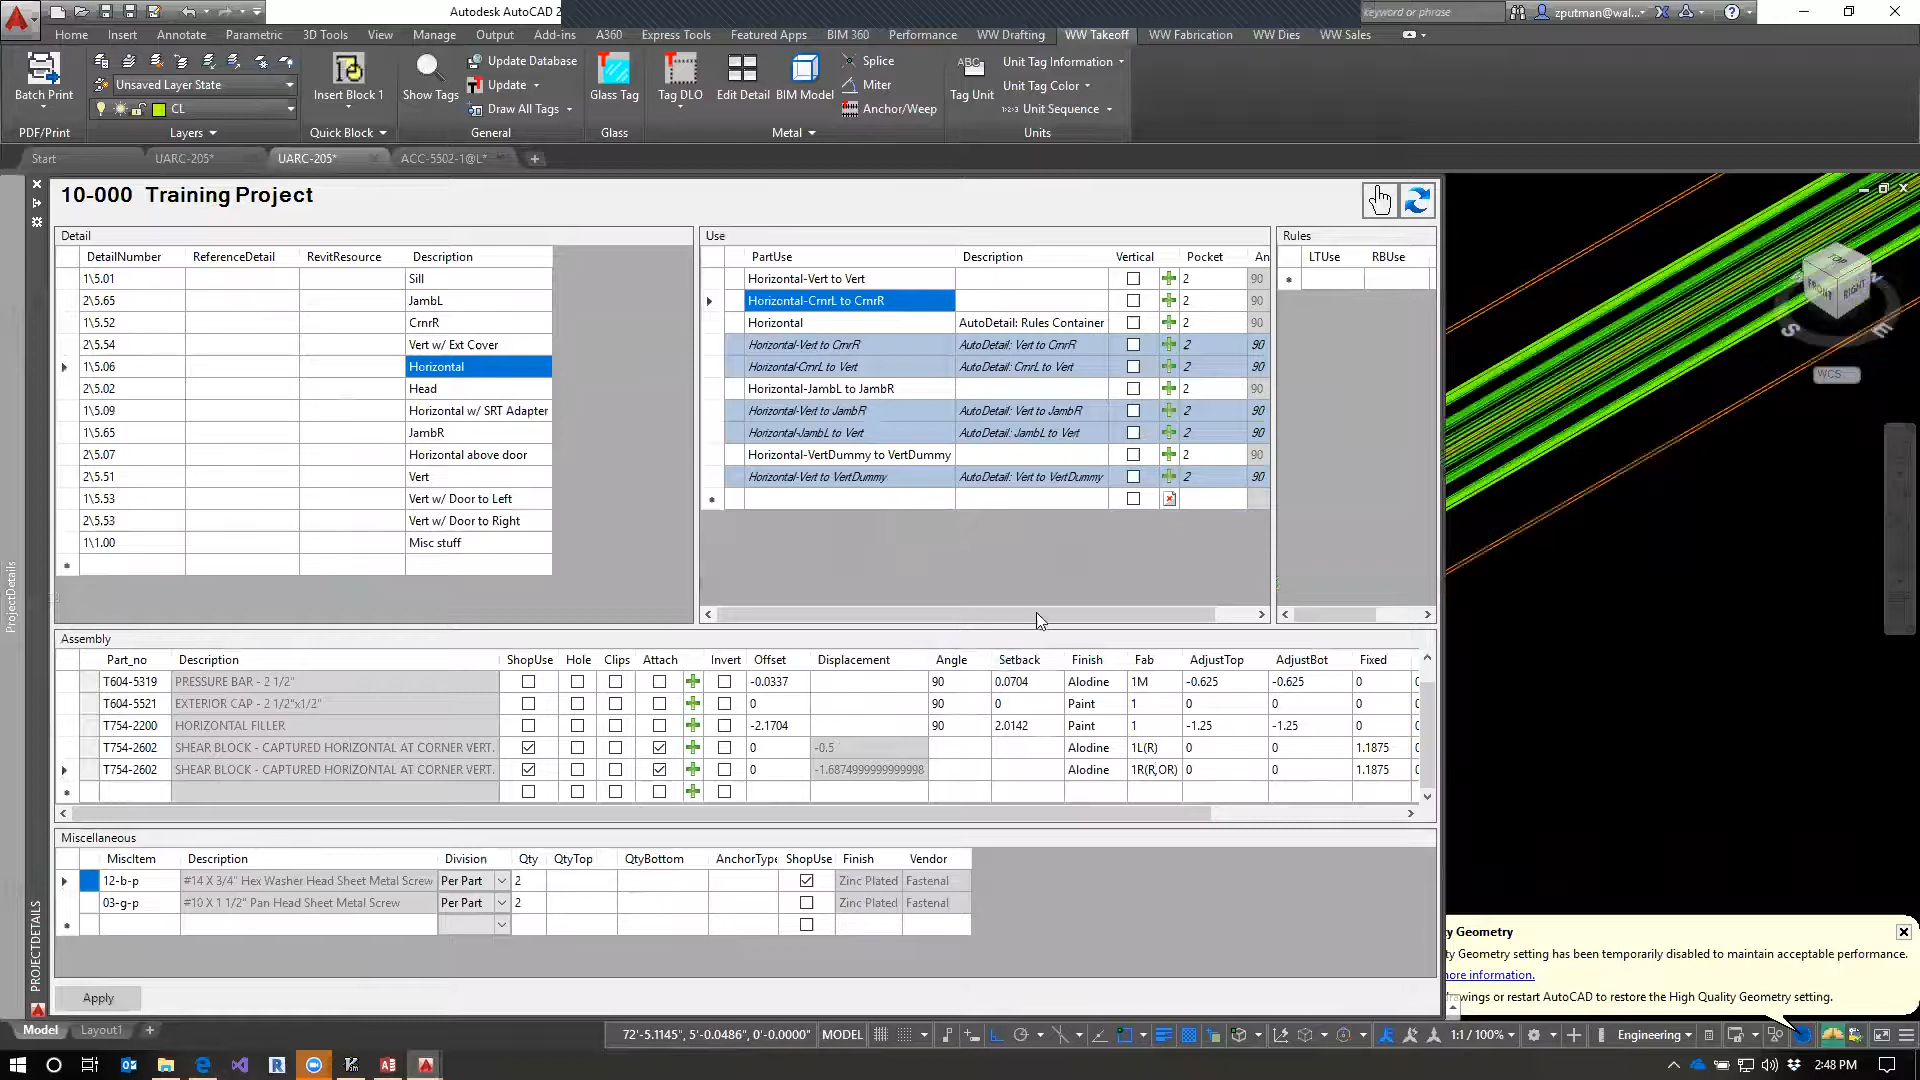 Autodesk AutoCAD 2
keyword or phrase
zputman@wal...
Home Insert Annotate Parametric 3D Tools View Manage Output Add-ins A360 Express Tools Featured Apps BIM 360 Performance WW Drafting WW Takeoff WW Fabrication WW Dies WW Sales
Batch Print
PDF/Print
Unsaved Layer State
CL
Layers
Insert Block 1
Quick Block
Show Tags
Update Database
Update
Draw All Tags
General
Glass Tag
Glass
Tag DLO
Edit Detail
BIM Model
Splice
Miter
Anchor/Weep
Metal
ABC
Tag Unit
Unit Tag Information
Unit Tag Color
Unit Sequence
Units
Start UARC-205* UARC-205* ACC-5502-1@L*
10-000 Training Project
Detail
DetailNumber ReferenceDetail RevitResource Description
1\5.01 Sill
2\5.65 JambL
1\5.52 CrnrR
2\5.54 Vert w/ Ext Cover
1\5.06 Horizontal
2\5.02 Head
1\5.09 Horizontal w/ SRT Adapter
1\5.65 JambR
2\5.07 Horizontal above door
2\5.51 Vert
1\5.53 Vert w/ Door to Left
2\5.53 Vert w/ Door to Right
1\1.00 Misc stuff
Use
PartUse Description Vertical Pocket An
Horizontal-Vert to Vert 2 90
Horizontal-CrnrL to CrnrR 2 90
Horizontal AutoDetail: Rules Container 2 90
Horizontal-Vert to CrnrR AutoDetail: Vert to CrnrR 2 90
Horizontal-CrnrL to Vert AutoDetail: CrnrL to Vert 2 90
Horizontal-JambL to JambR 2 90
Horizontal-Vert to JambR AutoDetail: Vert to JambR 2 90
Horizontal-JambL to Vert AutoDetail: JambL to Vert 2 90
Horizontal-VertDummy to VertDummy 2 90
Horizontal-Vert to VertDummy AutoDetail: Vert to VertDummy 2 90
Rules
LTUse RBUse
TOP
FRONT RIGHT
S E
WCS
ProjectDetails
PROJECTDETAILS
Assembly
Part_no Description ShopUse Hole Clips Attach Invert Offset Displacement Angle Setback Finish Fab AdjustTop AdjustBot Fixed
T604-5319 PRESSURE BAR - 2 1/2" -0.0337 90 0.0704 Alodine 1M -0.625 -0.625 0
T604-5521 EXTERIOR CAP - 2 1/2"x1/2" 0 90 0 Paint 1 0 0 0
T754-2200 HORIZONTAL FILLER -2.1704 90 2.0142 Paint 1 -1.25 -1.25 0
T754-2602 SHEAR BLOCK - CAPTURED HORIZONTAL AT CORNER VERT. 0 -0.5 Alodine 1L(R) 0 0 1.1875
T754-2602 SHEAR BLOCK - CAPTURED HORIZONTAL AT CORNER VERT. 0 -1.6874999999999998 Alodine 1R(R,OR) 0 0 1.1875
Miscellaneous
MiscItem Description Division Qty QtyTop QtyBottom AnchorType ShopUse Finish Vendor
12-b-p #14 X 3/4" Hex Washer Head Sheet Metal Screw Per Part 2 Zinc Plated Fastenal
03-g-p #10 X 1 1/2" Pan Head Sheet Metal Screw Per Part 2 Zinc Plated Fastenal
Apply
y Geometry
ty Geometry setting has been temporarily disabled to maintain acceptable performance.
ore information.
rawings or restart AutoCAD to restore the High Quality Geometry setting.
Model Layout1
72'-5.1145", 5'-0.0486", 0'-0.0000" MODEL 1:1 / 100% Engineering
2:48 PM